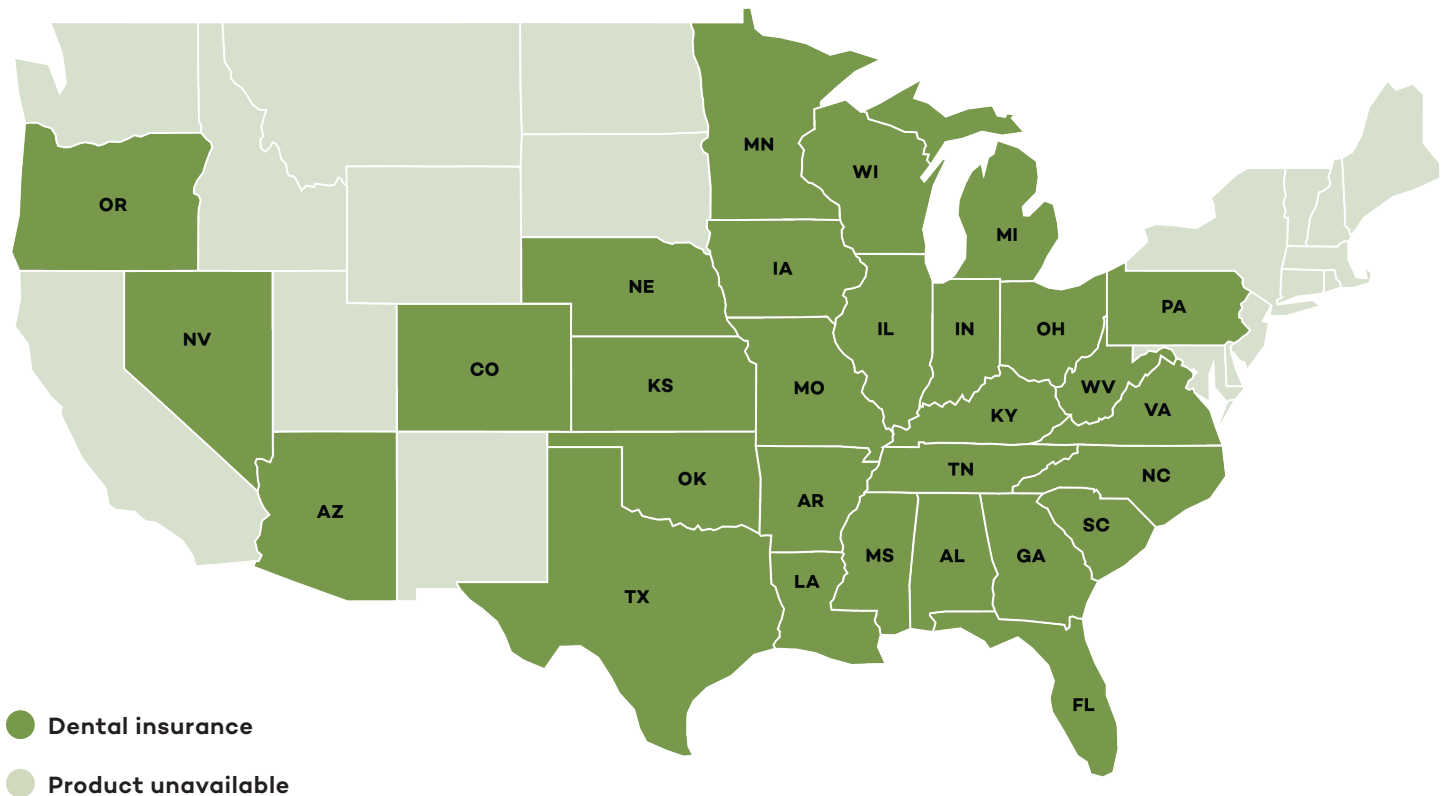 MN
WI
OR
MI
IA
NE
PA
NV
IL
IN
OH
CO
KS
MO
WV
VA
KY
TN
NC
OK
AR
AZ
SC
MS
AL
GA
LA
TX
FL
Dental insurance
Product unavailable